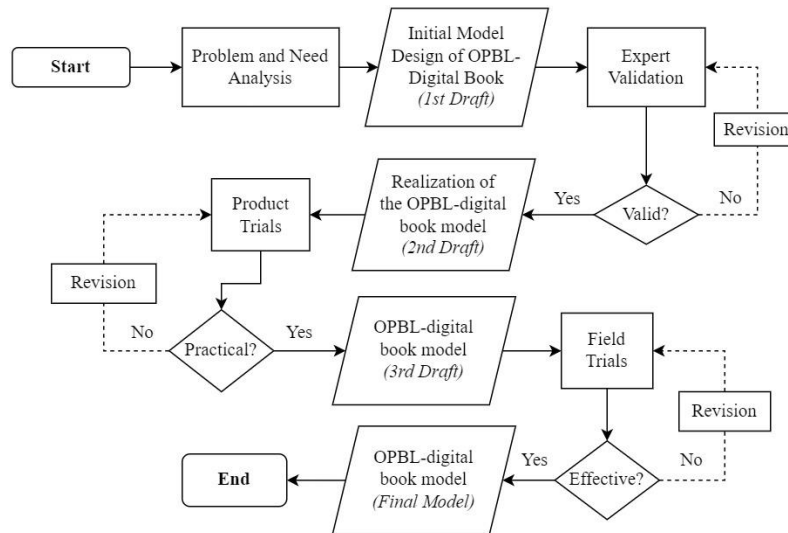 Start
Problem and Need
Analysis
Initial Model
Design of OPBL-
Digital Book
(1st Draft)
Expert
Validation
Revision
Valid?
No
Yes
Realization of
the OPBL-digital
book model
(2nd Draft)
Product
Trials
Revision
Practical?
No
Yes
OPBL-digital
book model
(3rd Draft)
Field
Trials
Revision
Effective?
No
Yes
OPBL-digital
book model
(Final Model)
End